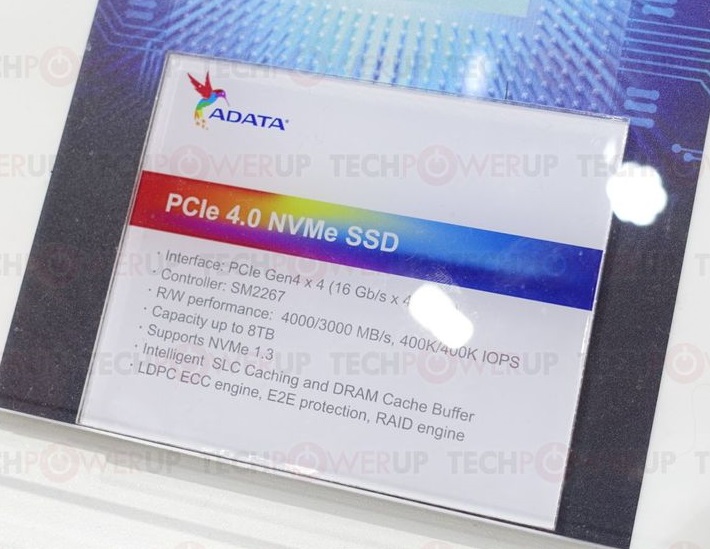 ADATA®
PCIe 4.0 NVMe SSD
· Interface: PCIe Gen4 x 4 (16 Gb/s x 4
· Controller: SM2267
· R/W performance: 4000/3000 MB/s, 400K/400K IOPS
· Capacity up to 8TB
· Supports NVMe 1.3
· Intelligent SLC Caching and DRAM Cache Buffer
· LDPC ECC engine, E2E protection, RAID engine
TECHPOWERUP